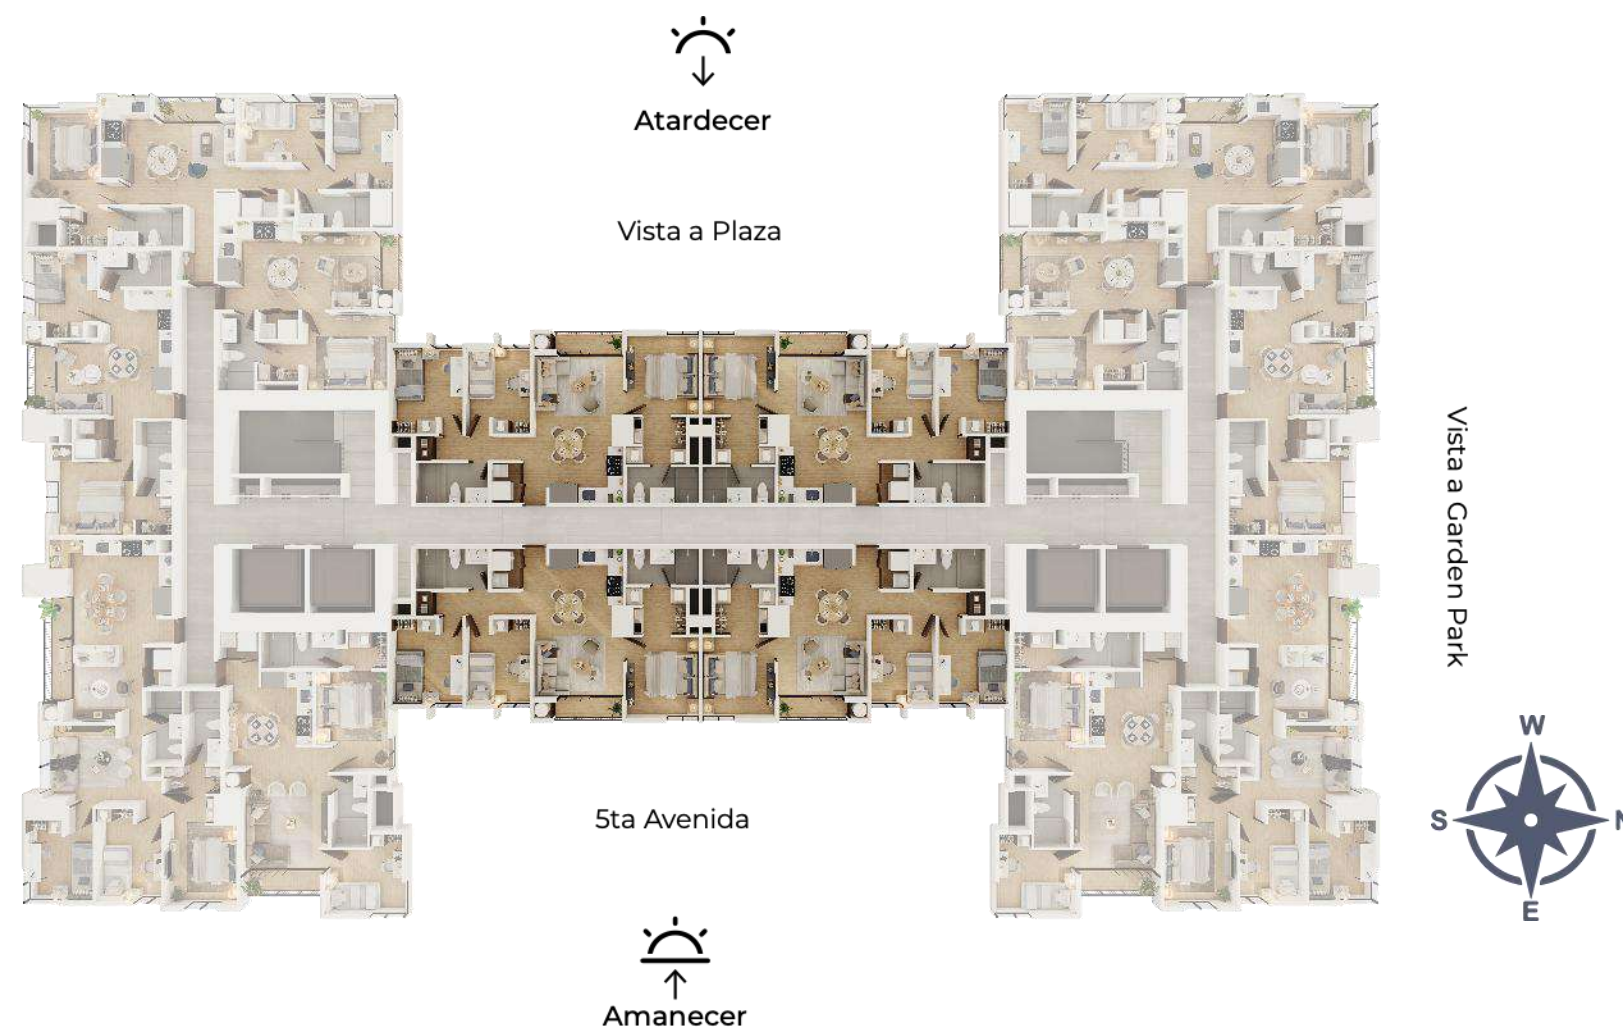 Atardecer
Vista a Plaza
Vista a Garden Park
W
S
N
E
5ta Avenida
Amanecer